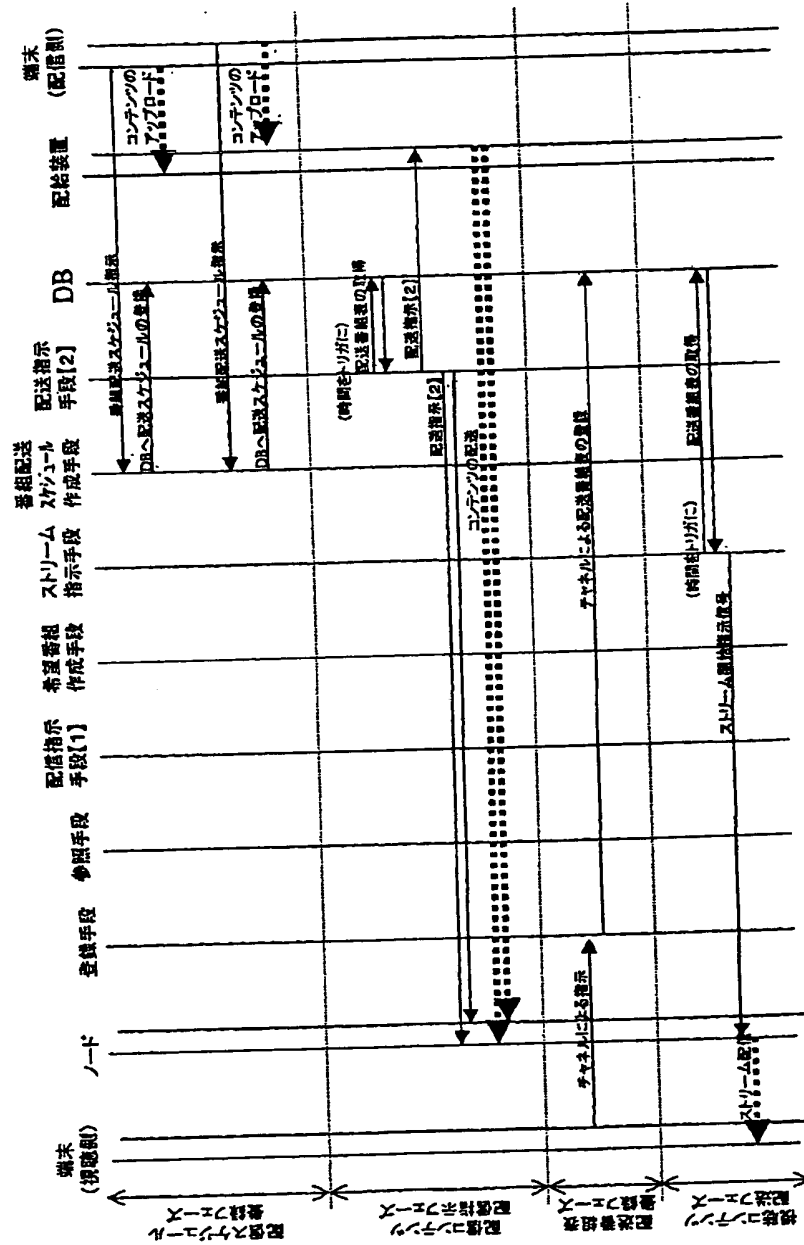 端末
(視聴側)
ノード
登録手段
参照手段
配信指示
手段[1]
希望番組
作成手段
ストリーム
指示手段
番組配送
スケジュール
作成手段
配送指示
手段[2]
DB
配給装置
端末
(配信側)
配信スケジュール
登録フェーズ
番組配送スケジュール指示
DBへ配送スケジュールの登録
コンテンツの
アップロード
番組配送スケジュール指示
DBへ配送スケジュールの登録
コンテンツの
アップロード
配信コンテンツ
配信指示フェーズ
(時間をトリガに)
配送番組表の取得
配送指示[2]
配送指示[2]
コンテンツの配送
配送番組表
登録フェーズ
チャネルによる指示
チャネルによる配送番組表の登録
コンテンツ
配送フェーズ
(時間をトリガに)
配送番組表の取得
ストリーム開始指示信号
ストリーム配信